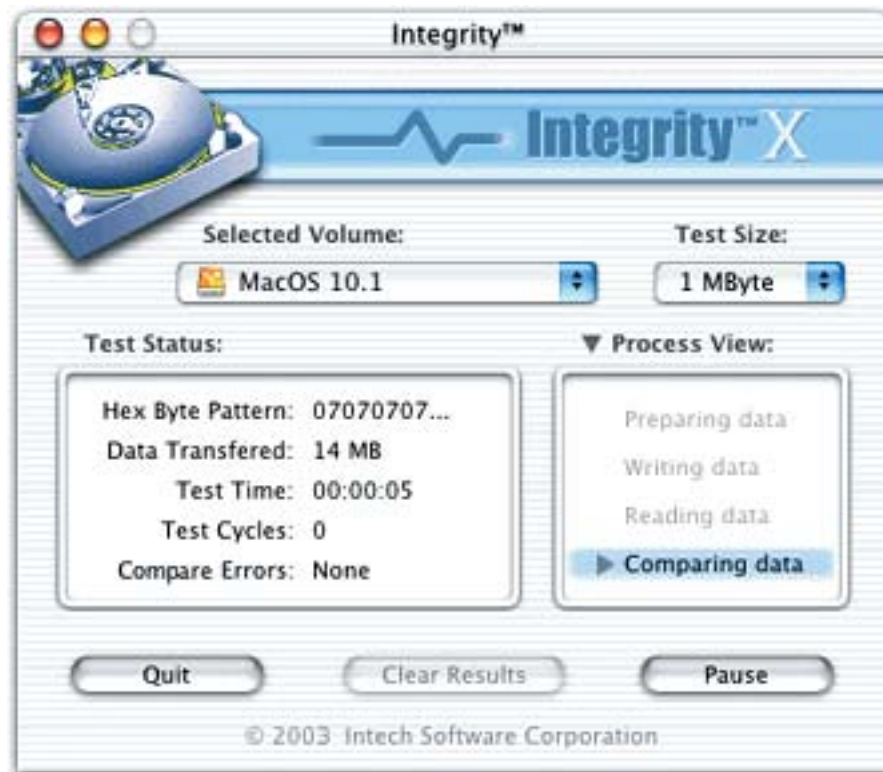 Integrity™
Integrity™ X
Selected Volume:
Test Size:
MacOS 10.1
1 MByte
Test Status:
▼ Process View:
Hex Byte Pattern: 07070707...
Data Transfered: 14 MB
Test Time: 00:00:05
Test Cycles: 0
Compare Errors: None
Preparing data
Writing data
Reading data
Comparing data
Quit
Clear Results
Pause
© 2003 Intech Software Corporation